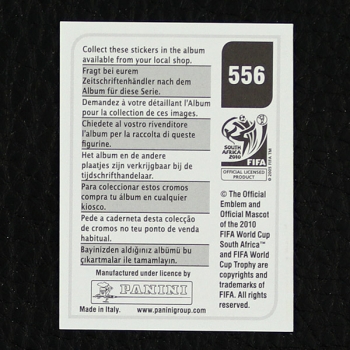 Collect these stickers in the album
available from your local shop.
Fragt bei eurem
Zeitschriftenhändler nach dem
Album für diese Serie.
Demandez à votre détaillant l'Album
pour la collection de ces images.
Chiedete al vostro rivenditore
l'album per la raccolta di queste
figurine.
Het album en de andere
plaatjes zijn verkrijgbaar bij de
tijdschrifthandelaar.
Para coleccionar estos cromos
compra tu álbum en cualquier
kiosco.
Pede a caderneta desta colecção
de cromos no teu ponto de venda
habitual.
Bayinizden aldığınız albümü bu
çıkartmalar ile tamamlayın.
Manufactured under licence by
PANINI
Made in Italy. www.paninigroup.com
556
SOUTH AFRICA
2010
FIFA
OFFICIAL LICENSED
PRODUCT
© 2005 FIFA TM
© The Official
Emblem and
Official Mascot
of the 2010
FIFA World Cup
South Africa™
and FIFA World
Cup Trophy are
copyrights and
trademarks of
FIFA. All rights
reserved.